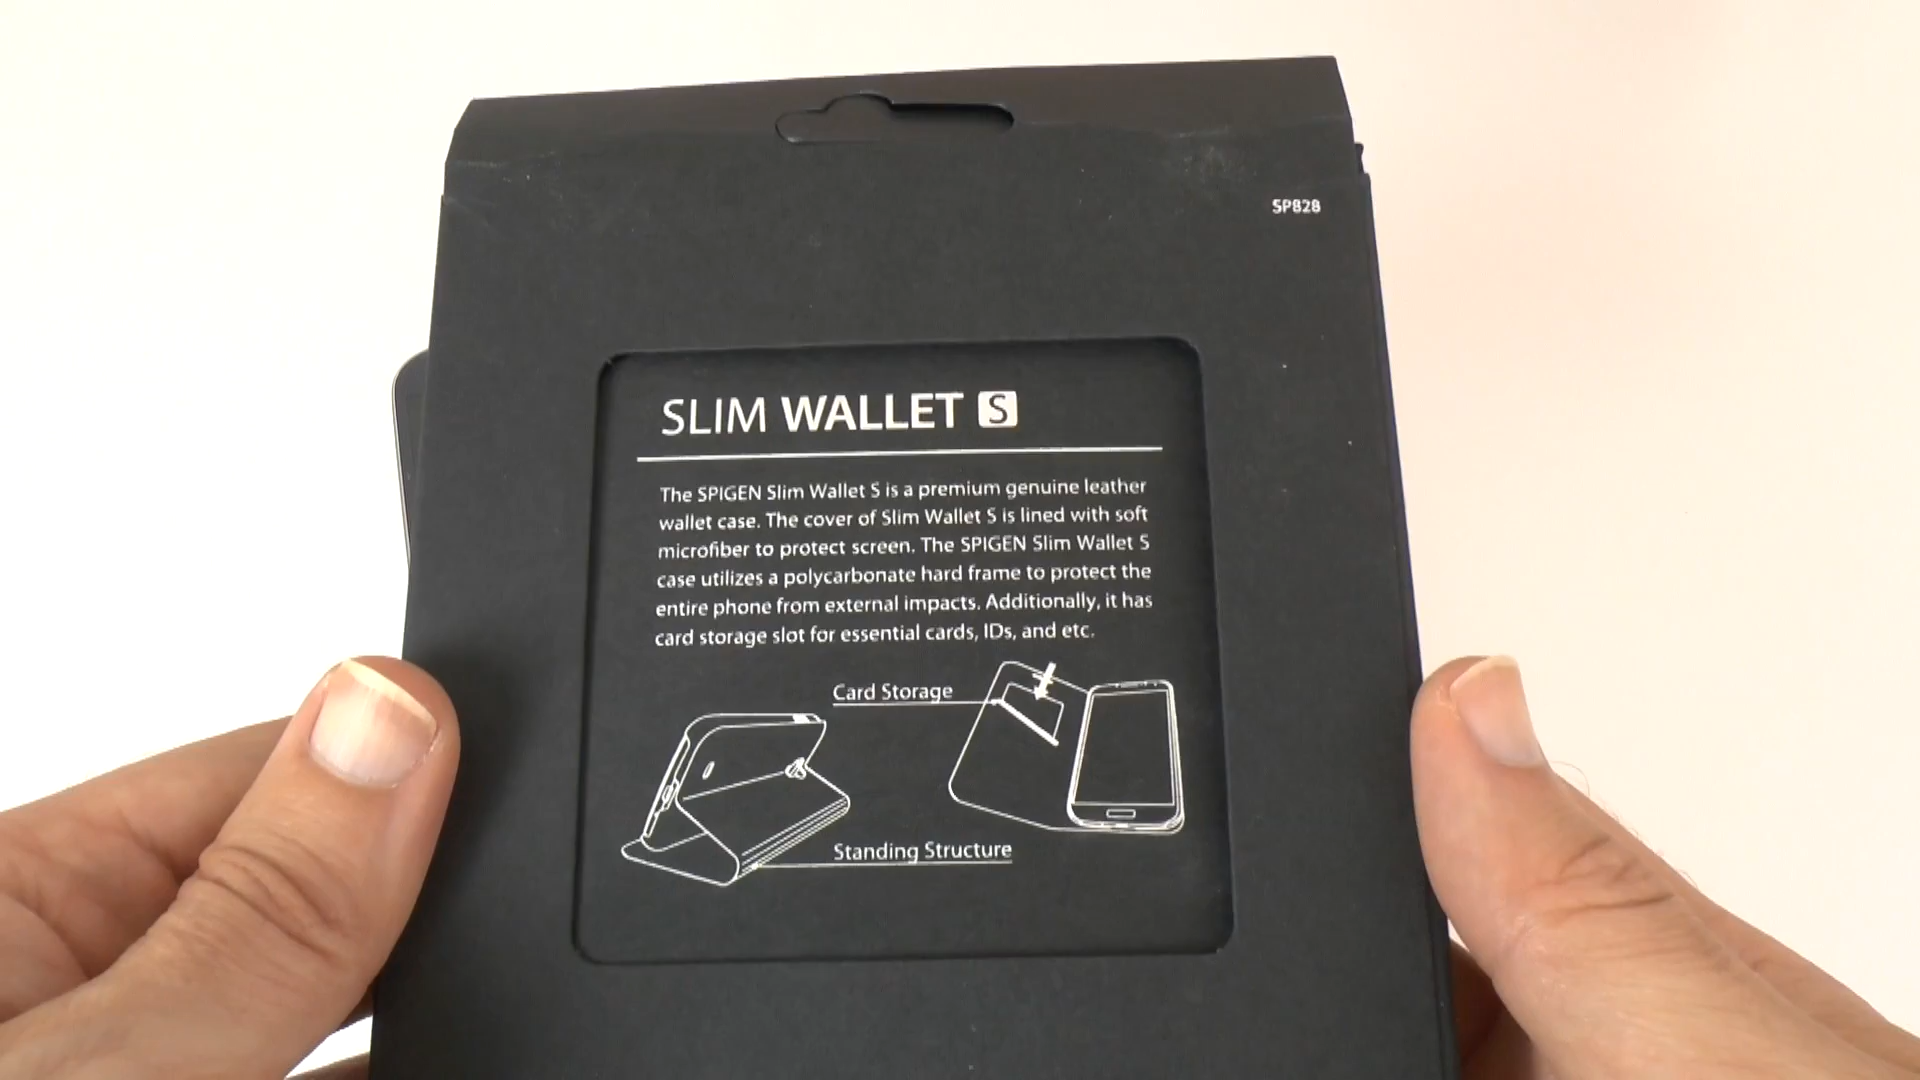 SP828
SLIM WALLET S
The SPIGEN Slim Wallet S is a premium genuine leather
wallet case. The cover of Slim Wallet S is lined with soft
microfiber to protect screen. The SPIGEN Slim Wallet S
case utilizes a polycarbonate hard frame to protect the
entire phone from external impacts. Additionally, it has
card storage slot for essential cards, IDs, and etc.
Card Storage
Standing Structure